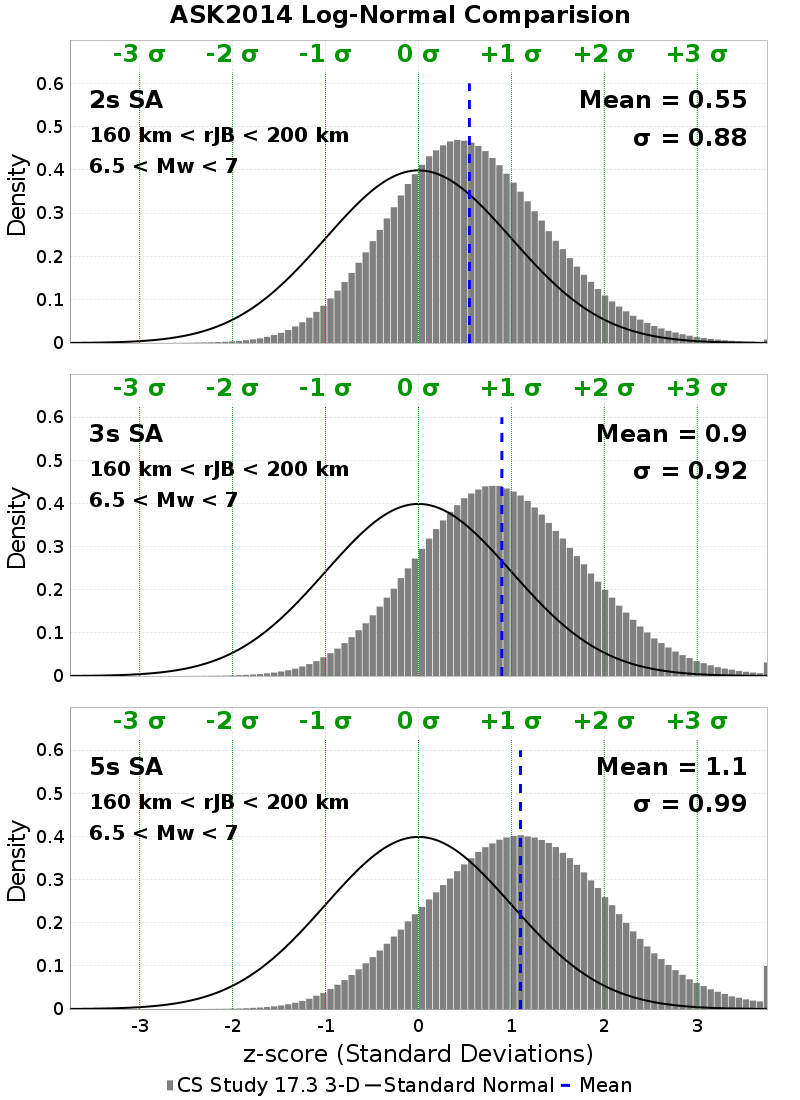 ASK2014 Log-Normal Comparision
-3 σ -2 σ -1 σ 0 σ +1 σ +2 σ +3 σ
0.6
2s SA Mean = 0.55
0.5
160 km < rJB < 200 km σ = 0.88
6.5 < Mw < 7
0.4
Density
0.3
0.2
0.1
0
-3 σ -2 σ -1 σ 0 σ +1 σ +2 σ +3 σ
0.6
3s SA Mean = 0.9
0.5
160 km < rJB < 200 km σ = 0.92
6.5 < Mw < 7
0.4
Density
0.3
0.2
0.1
0
-3 σ -2 σ -1 σ 0 σ +1 σ +2 σ +3 σ
0.6
5s SA Mean = 1.1
0.5
160 km < rJB < 200 km σ = 0.99
6.5 < Mw < 7
0.4
Density
0.3
0.2
0.1
0
-3 -2 -1 0 1 2 3
z-score (Standard Deviations)
CS Study 17.3 3-D Standard Normal Mean